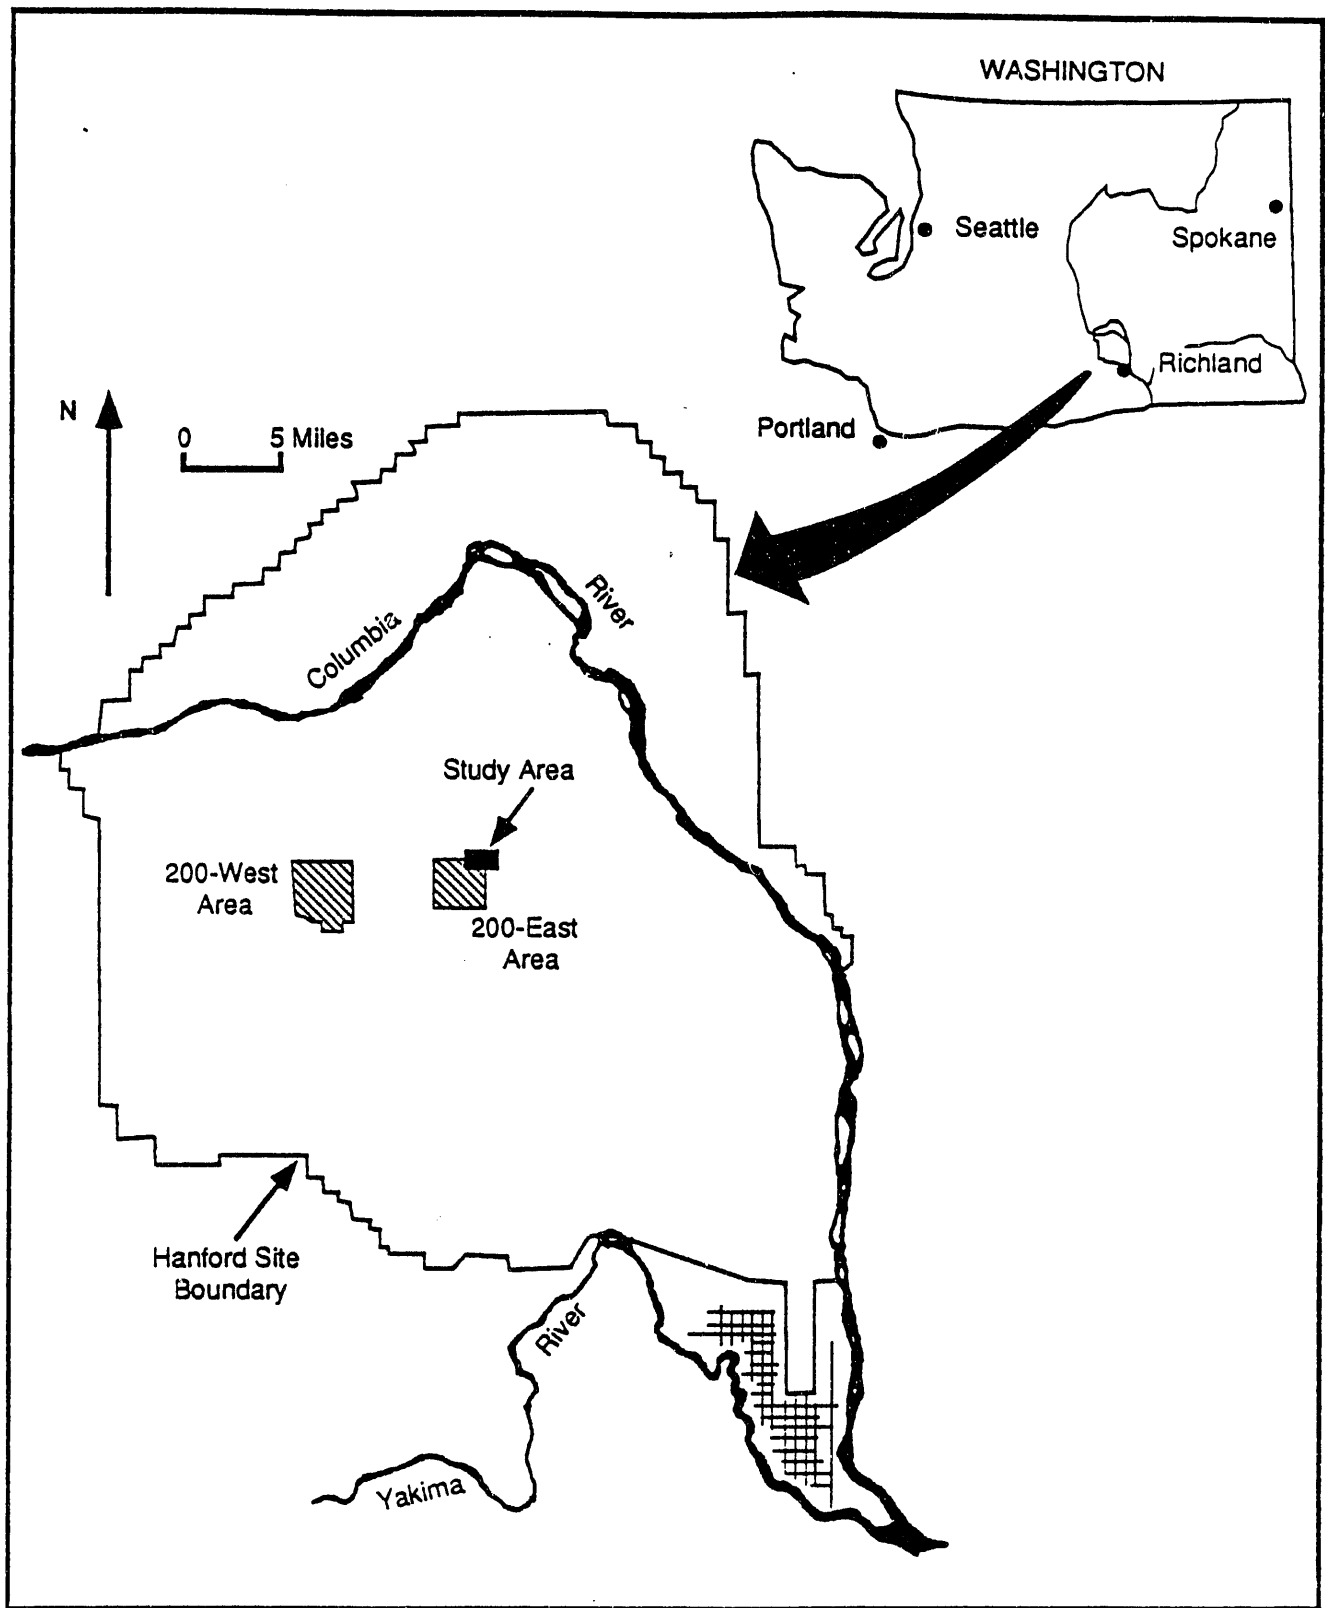 WASHINGTON
Seattle
Spokane
Richland
Portland
N
0 5 Miles
Columbia
River
Study Area
200-West
Area
200-East
Area
Hanford Site
Boundary
River
Yakima